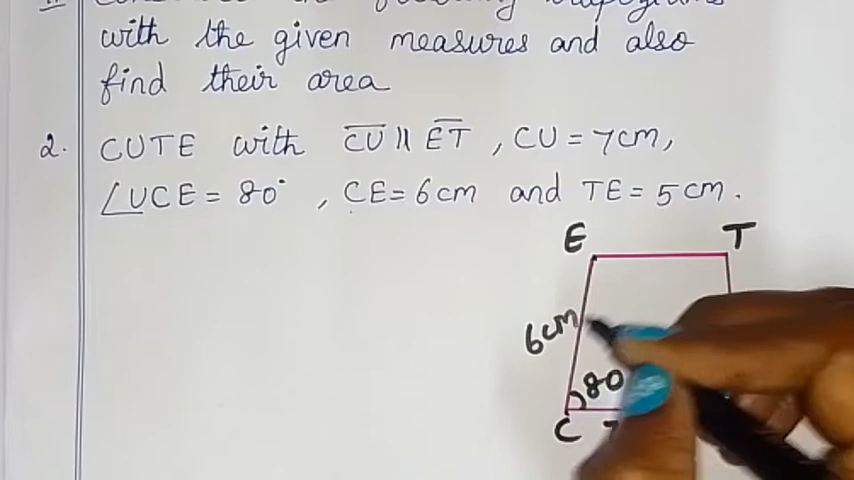 with the given measures and also
find their area
2. CUTE with C̅U̅ || E̅T̅ , CU = 7cm,
∠UCE = 80° , CE = 6cm and TE = 5cm.
E T
6cm
80
C